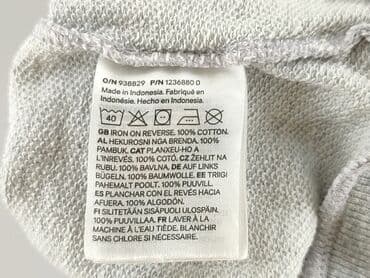 O/N 938829 P/N 1236880 D
Made in Indonesia. Fabriqué en
Indonésie. Hecho en Indonesia.
40
GB IRON ON REVERSE. 100% COTTON.
AL HEKUROSNI NGA BRENDA. 100%
PAMBUK. CAT PLANXEU-HO A
L'INREVÉS. 100% COTÓ. CZ ŽEHLIT NA
RUBU. 100% BAVLNA. DE AUF LINKS
BÜGELN. 100% BAUMWOLLE. EE TRIIGI
PAHEMALT POOLT. 100% PUUVILL.
ES PLANCHAR CON EL REVÉS HACIA
AFUERA. 100% ALGODÓN.
FI SILITETÄÄN SISÄPUOLI ULOSPÄIN.
100% PUUVILLAA. FR LAVER À LA
MACHINE À L'EAU TIÈDE, BLANCHIR
SANS CHLORE SI NÉCESSAIRE.